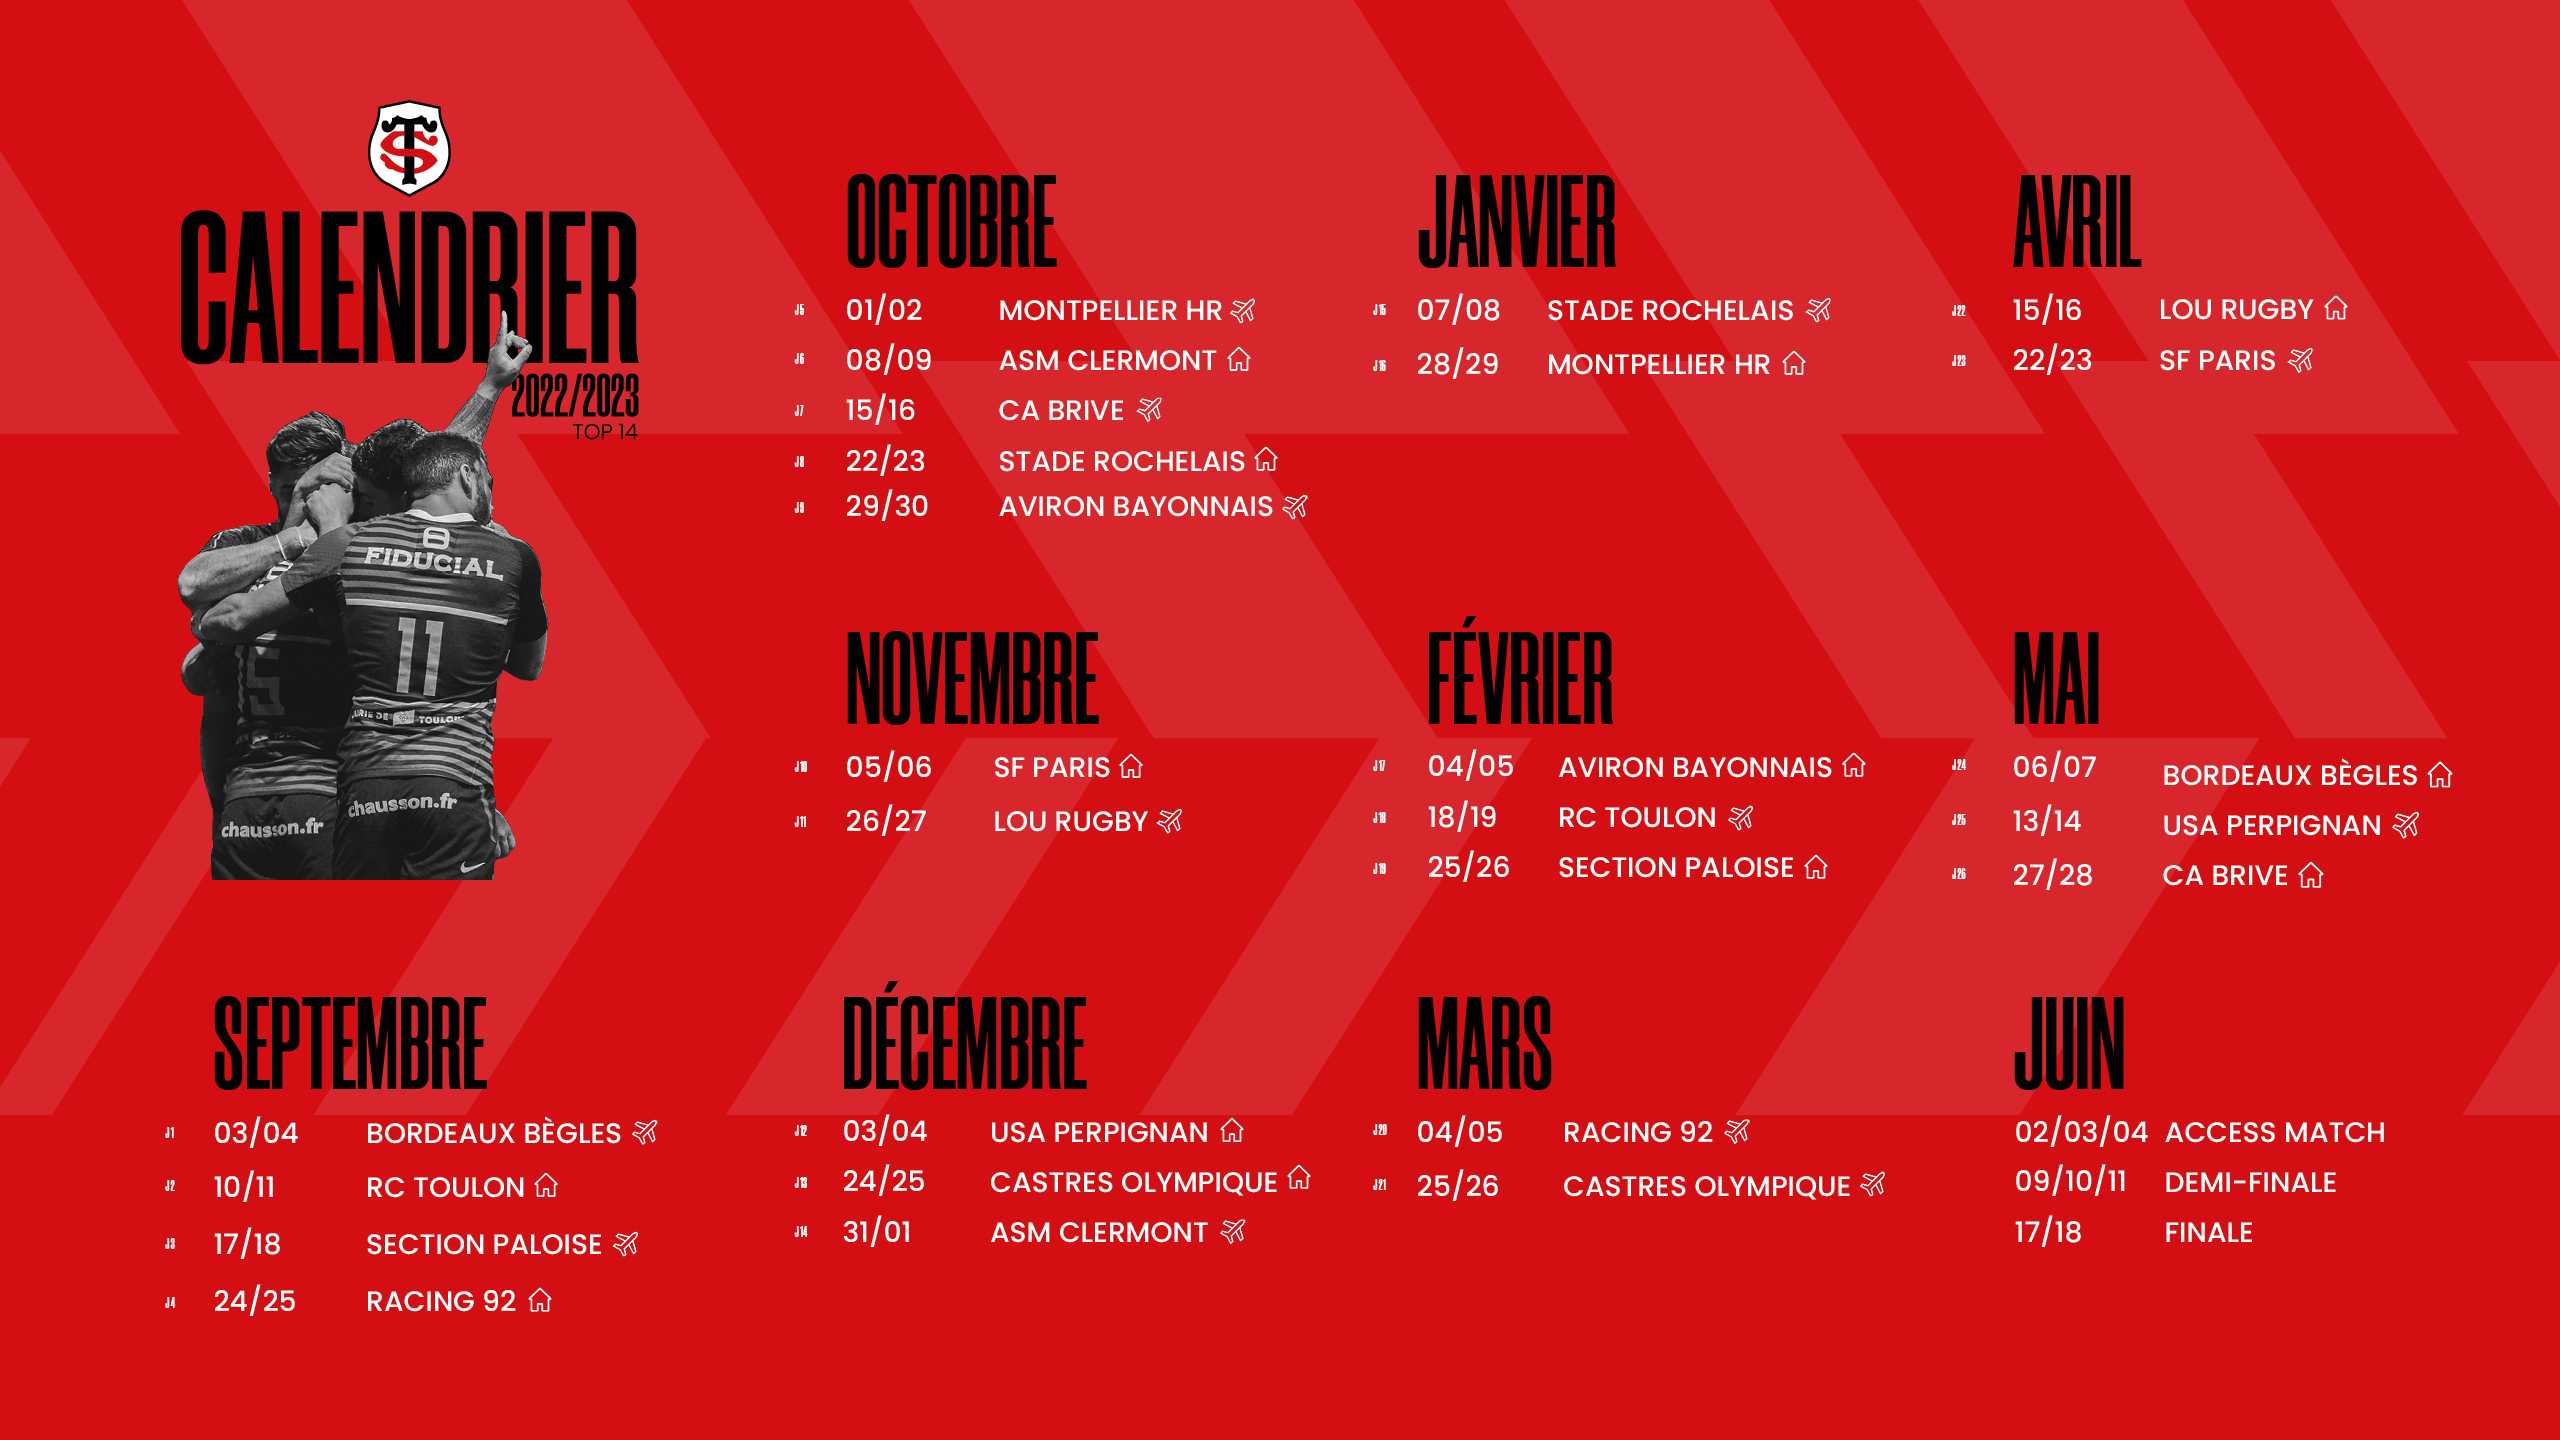 TS
CALENDRIER
2022/2023
TOP 14
FIDUCIAL
11
5
TOULOUSE
chausson.fr
chausson.fr
SEPTEMBRE
J1 03/04 BORDEAUX BÈGLES
J2 10/11 RC TOULON
J3 17/18 SECTION PALOISE
J4 24/25 RACING 92
OCTOBRE
J5 01/02 MONTPELLIER HR
J6 08/09 ASM CLERMONT
J7 15/16 CA BRIVE
J8 22/23 STADE ROCHELAIS
J9 29/30 AVIRON BAYONNAIS
NOVEMBRE
J10 05/06 SF PARIS
J11 26/27 LOU RUGBY
DÉCEMBRE
J12 03/04 USA PERPIGNAN
J13 24/25 CASTRES OLYMPIQUE
J14 31/01 ASM CLERMONT
JANVIER
J15 07/08 STADE ROCHELAIS
J16 28/29 MONTPELLIER HR
FÉVRIER
J17 04/05 AVIRON BAYONNAIS
J18 18/19 RC TOULON
J19 25/26 SECTION PALOISE
MARS
J20 04/05 RACING 92
J21 25/26 CASTRES OLYMPIQUE
AVRIL
J22 15/16 LOU RUGBY
J23 22/23 SF PARIS
MAI
J24 06/07 BORDEAUX BÈGLES
J25 13/14 USA PERPIGNAN
J26 27/28 CA BRIVE
JUIN
02/03/04 ACCESS MATCH
09/10/11 DEMI-FINALE
17/18 FINALE